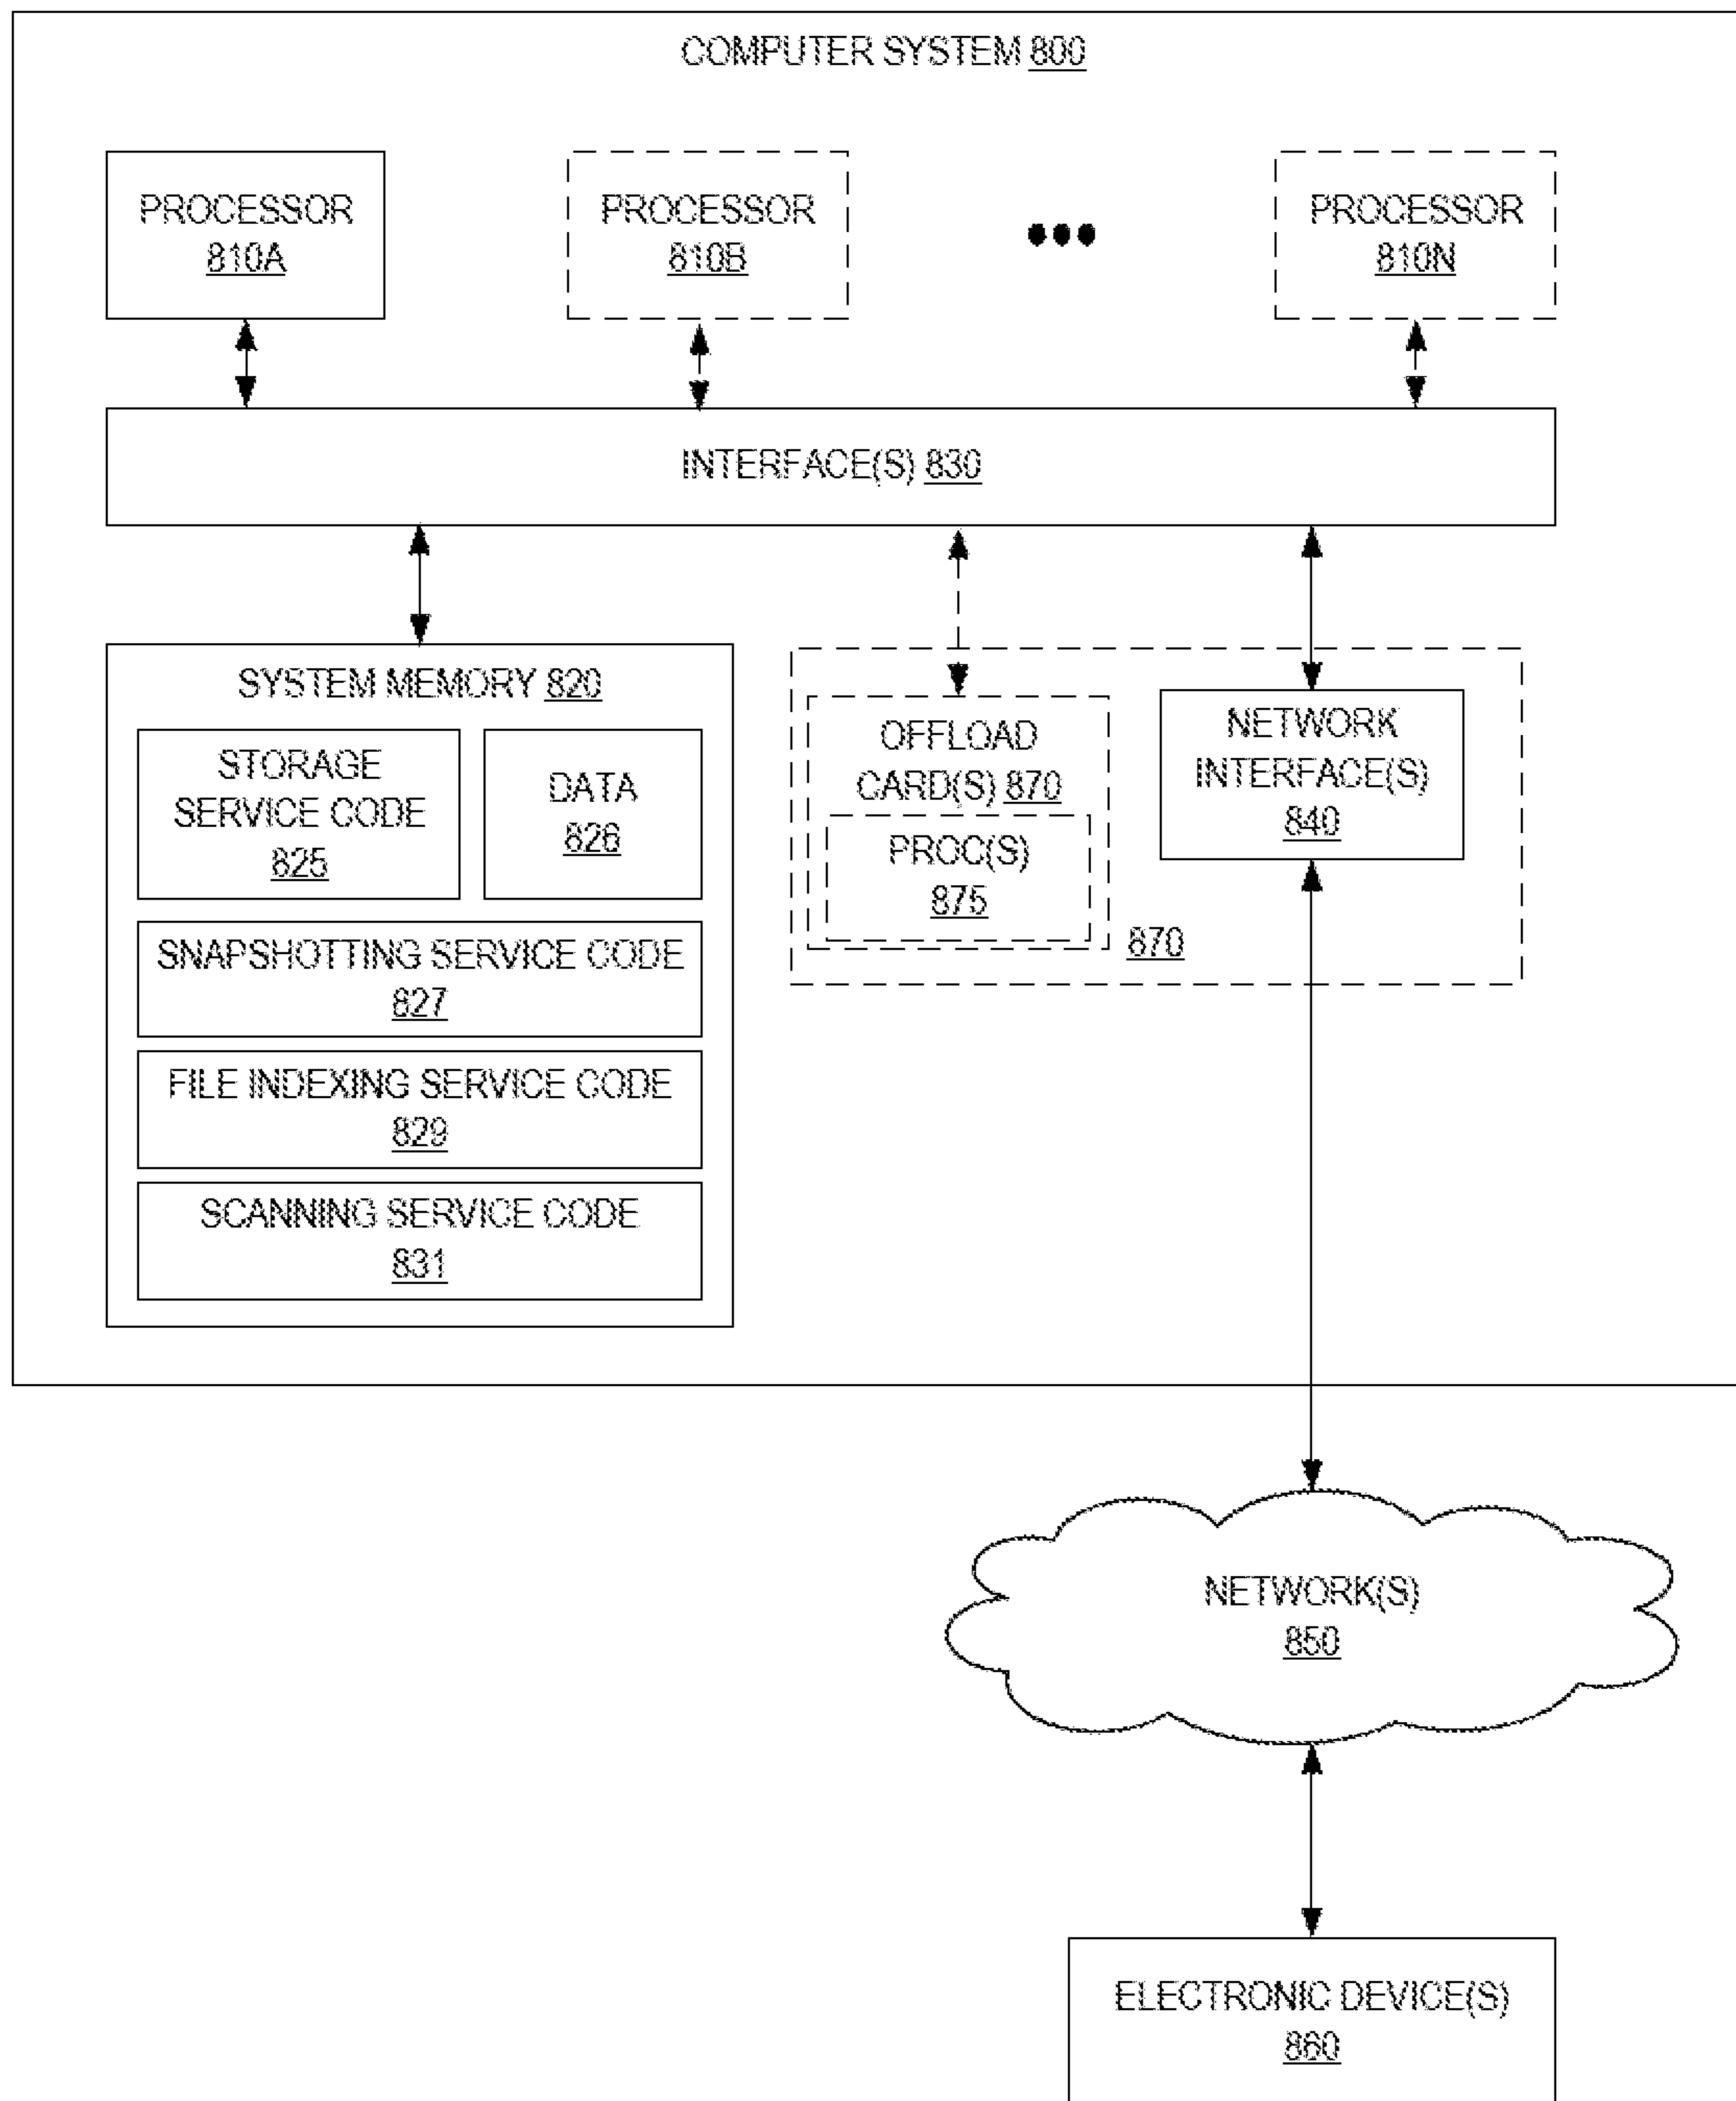 COMPUTER SYSTEM 800
PROCESSOR
810A
PROCESSOR
810B
PROCESSOR
810N
INTERFACE(S) 830
SYSTEM MEMORY 820
STORAGE
SERVICE CODE
825
DATA
826
SNAPSHOTTING SERVICE CODE
827
FILE INDEXING SERVICE CODE
829
SCANNING SERVICE CODE
831
OFFLOAD
CARD(S) 870
PROC(S)
875
870
NETWORK
INTERFACE(S)
840
NETWORK(S)
850
ELECTRONIC DEVICE(S)
860